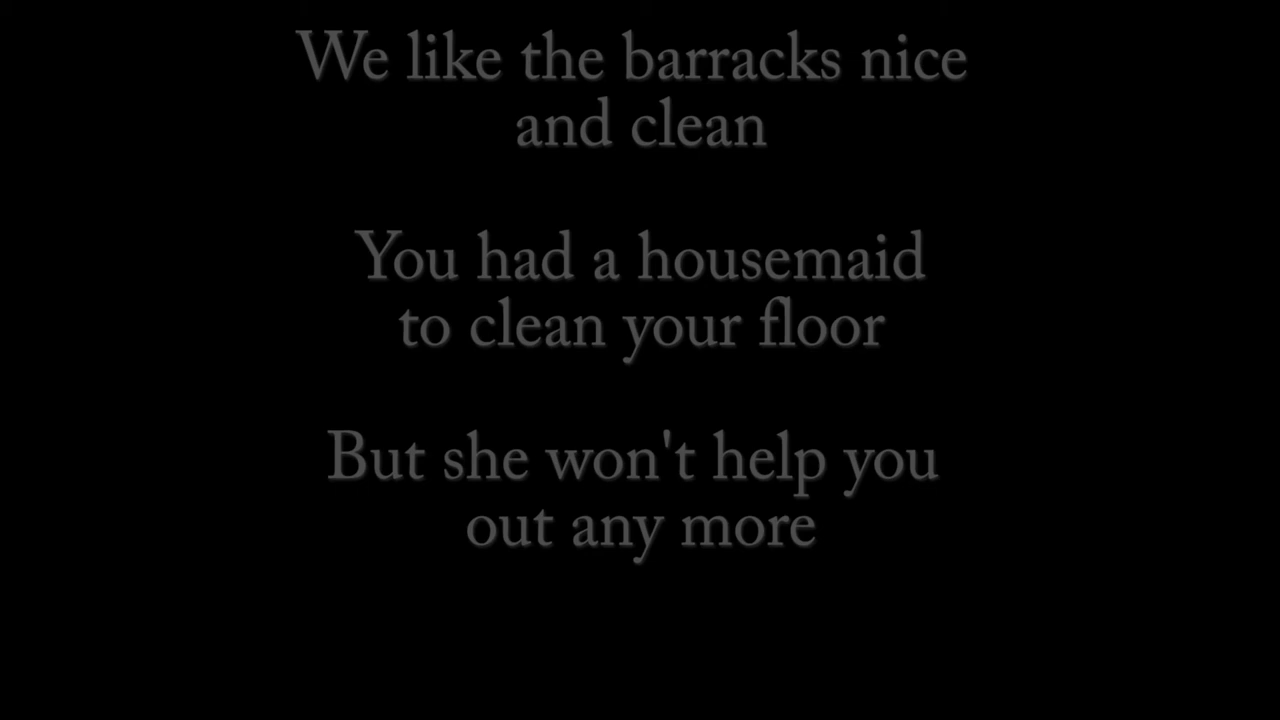 We like the barracks nice
and clean
You had a housemaid
to clean your floor
But she won't help you
out any more